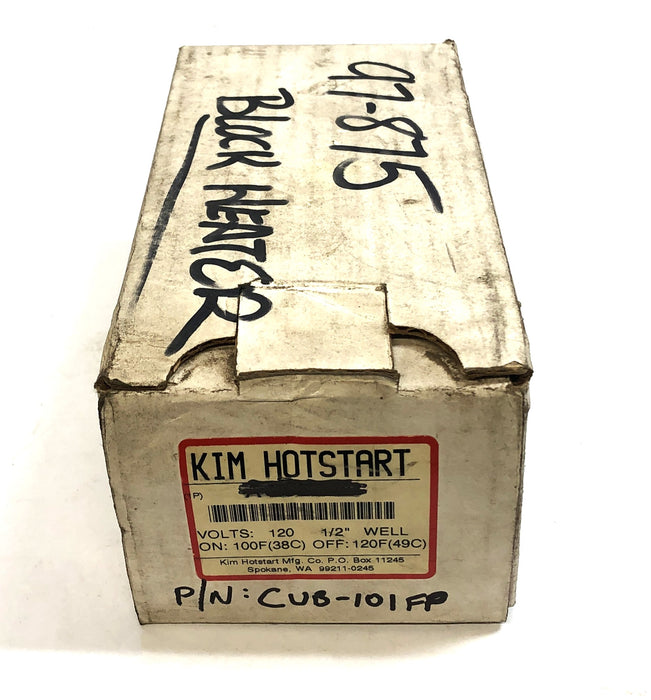 97-875
BLOCK HEATER
KIM HOTSTART
(P)
VOLTS: 120 1/2" WELL
ON: 100F(38C) OFF: 120F(49C)
Kim Hotstart Mfg. Co. P.O. Box 11245
Spokane, WA 99211-0245
P/N: CUB-101FP